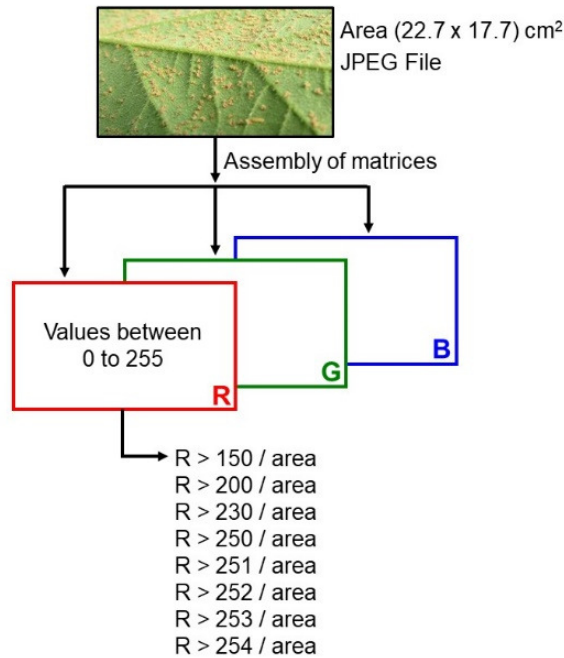 Area (22.7 x 17.7) cm²
JPEG File
Assembly of matrices
Values between
0 to 255
R
G
B
R > 150 / area
R > 200 / area
R > 230 / area
R > 250 / area
R > 251 / area
R > 252 / area
R > 253 / area
R > 254 / area